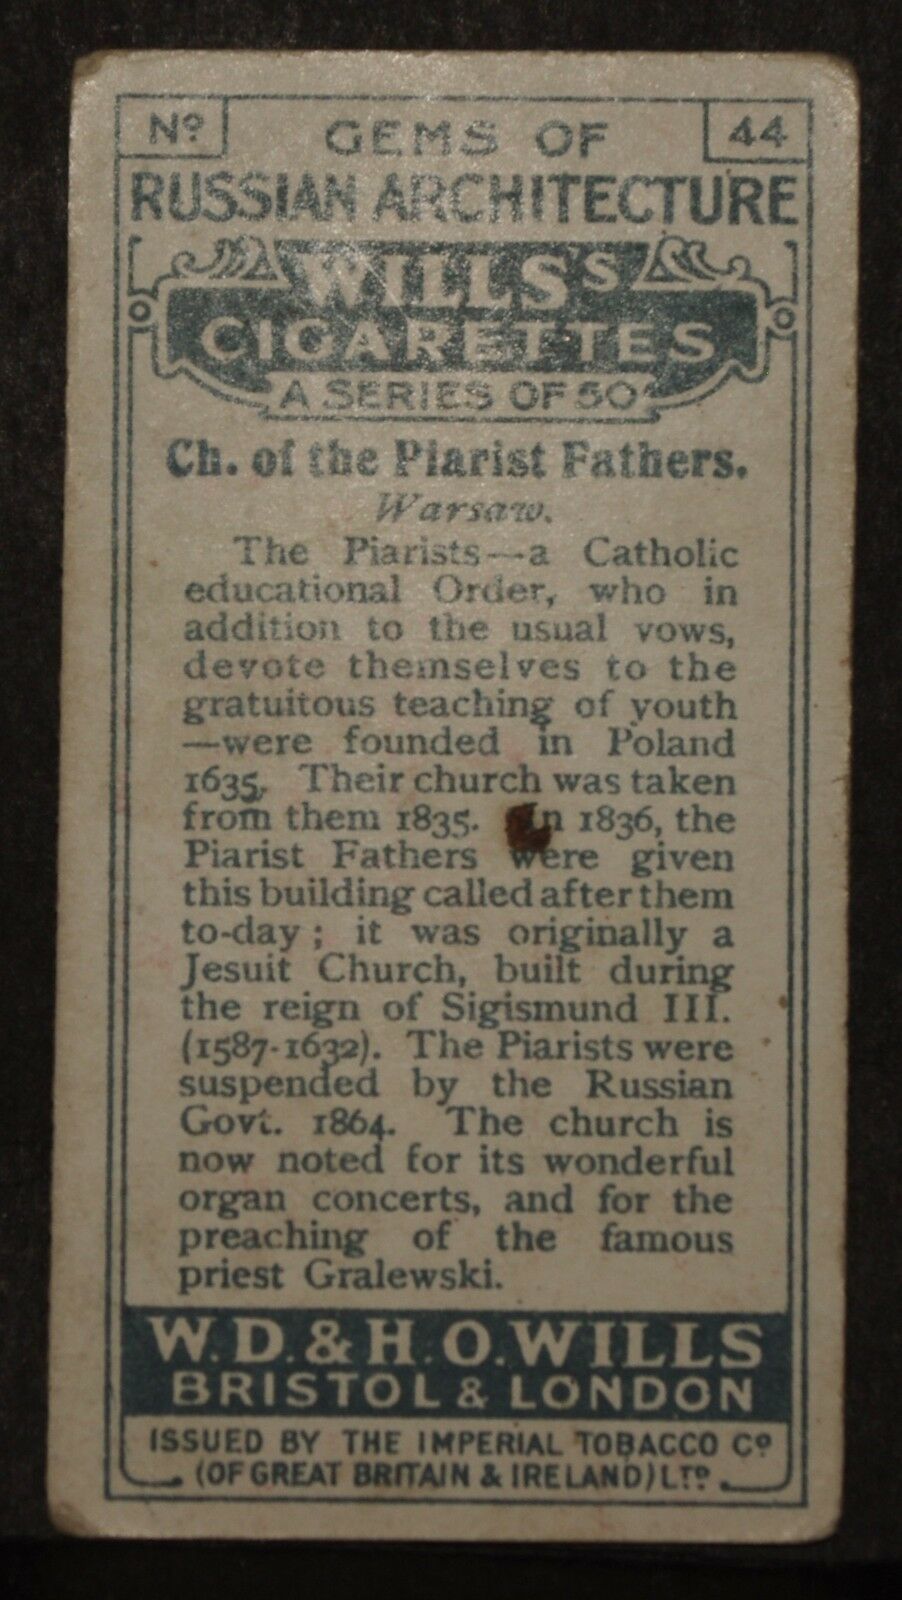 Nº GEMS OF 44
RUSSIAN ARCHITECTURE
WILLS'S
CIGARETTES
A SERIES OF 50
Ch. of the Piarist Fathers.
Warsaw.
The Piarists—a Catholic
educational Order, who in
addition to the usual vows,
devote themselves to the
gratuitous teaching of youth
—were founded in Poland
1635. Their church was taken
from them 1835. In 1836, the
Piarist Fathers were given
this building called after them
to-day; it was originally a
Jesuit Church, built during
the reign of Sigismund III.
(1587-1632). The Piarists were
suspended by the Russian
Govt. 1864. The church is
now noted for its wonderful
organ concerts, and for the
preaching of the famous
priest Gralewski.
W.D. & H.O. WILLS
BRISTOL & LONDON
ISSUED BY THE IMPERIAL TOBACCO Cº
(OF GREAT BRITAIN & IRELAND) LTº.